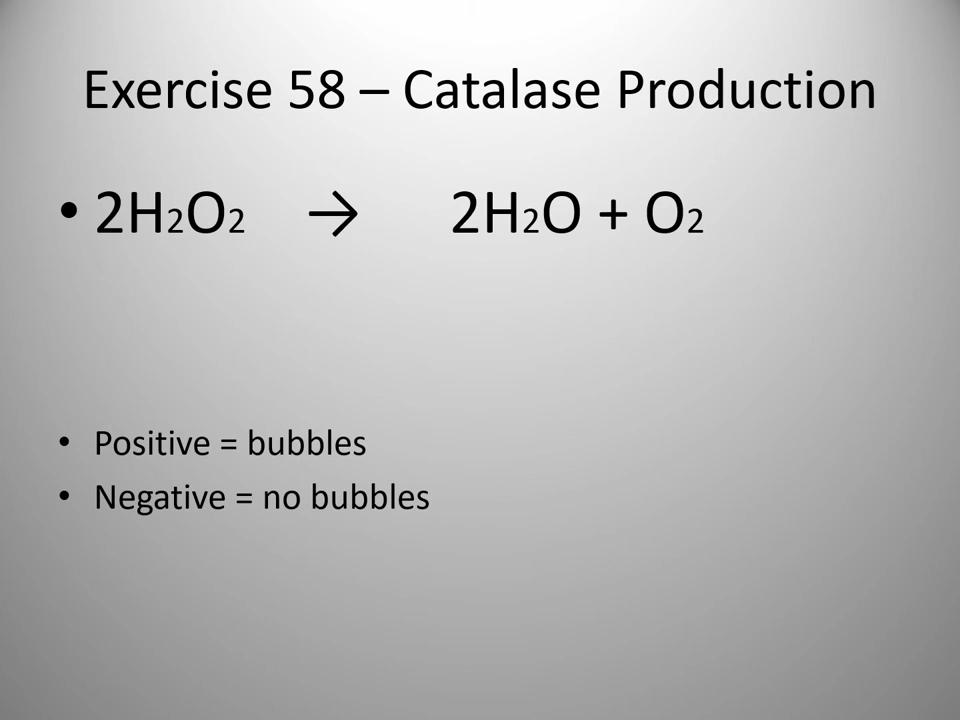 Exercise 58 – Catalase Production
• 2H2O2 → 2H2O + O2
• Positive = bubbles
• Negative = no bubbles